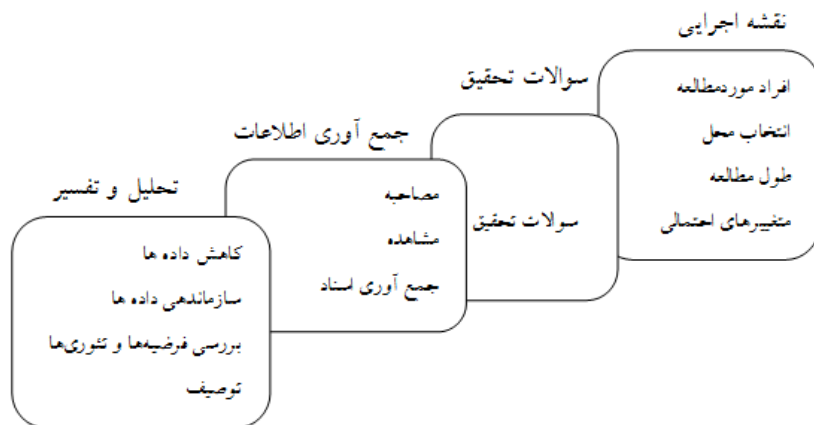 نقشه اجرایی
افراد موردمطالعه
انتخاب محل
طول مطالعه
متغییرهای احتمالی
سوالات تحقیق
سوالات تحقیق
جمع آوری اطلاعات
مصاحبه
مشاهده
جمع آوری اسناد
تحلیل و تفسیر
کاهش داده ها
سازماندهی داده ها
بررسی فرضیه‌ها و تئوری‌ها
توصیف